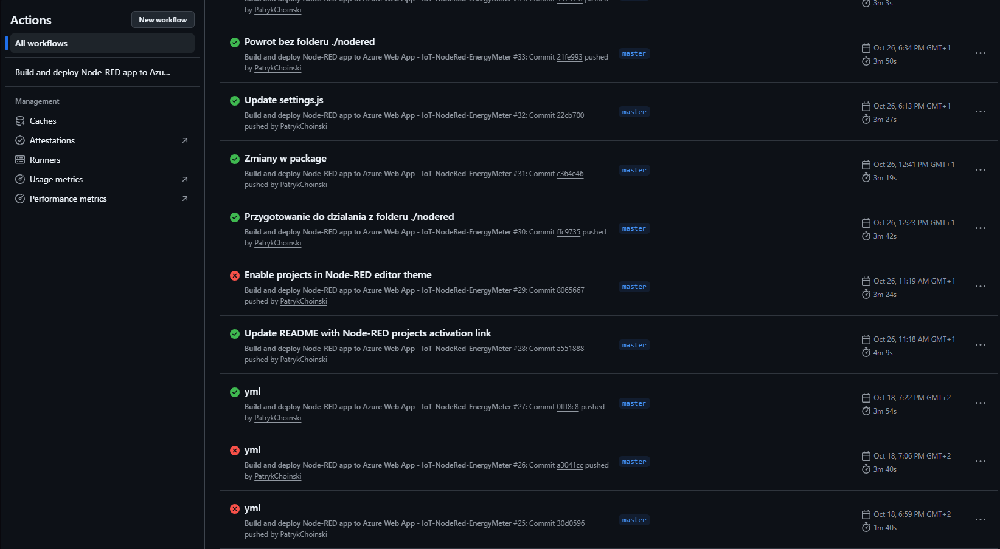 Actions
New workflow
All workflows
Build and deploy Node-RED app to Azu...
Management
Caches
Attestations
Runners
Usage metrics
Performance metrics
by PatrykChoinski
3m 3s
Powrot bez folderu ./nodered
Build and deploy Node-RED app to Azure Web App - IoT-NodeRed-EnergyMeter #33: Commit 21fe993 pushed
by PatrykChoinski
master
Oct 26, 6:34 PM GMT+1
3m 50s
Update settings.js
Build and deploy Node-RED app to Azure Web App - IoT-NodeRed-EnergyMeter #32: Commit 22cb700
pushed by PatrykChoinski
master
Oct 26, 6:13 PM GMT+1
3m 27s
Zmiany w package
Build and deploy Node-RED app to Azure Web App - IoT-NodeRed-EnergyMeter #31: Commit c364e46
pushed by PatrykChoinski
master
Oct 26, 12:41 PM GMT+1
3m 19s
Przygotowanie do dzialania z folderu ./nodered
Build and deploy Node-RED app to Azure Web App - IoT-NodeRed-EnergyMeter #30: Commit ffc9735 pushed
by PatrykChoinski
master
Oct 26, 12:23 PM GMT+1
3m 42s
Enable projects in Node-RED editor theme
Build and deploy Node-RED app to Azure Web App - IoT-NodeRed-EnergyMeter #29: Commit 8065667
pushed by PatrykChoinski
master
Oct 26, 11:19 AM GMT+1
3m 24s
Update README with Node-RED projects activation link
Build and deploy Node-RED app to Azure Web App - IoT-NodeRed-EnergyMeter #28: Commit a551888
pushed by PatrykChoinski
master
Oct 26, 11:18 AM GMT+1
4m 9s
yml
Build and deploy Node-RED app to Azure Web App - IoT-NodeRed-EnergyMeter #27: Commit 0fff8c8 pushed
by PatrykChoinski
master
Oct 18, 7:22 PM GMT+2
3m 54s
yml
Build and deploy Node-RED app to Azure Web App - IoT-NodeRed-EnergyMeter #26: Commit a3041cc pushed
by PatrykChoinski
master
Oct 18, 7:06 PM GMT+2
3m 40s
yml
Build and deploy Node-RED app to Azure Web App - IoT-NodeRed-EnergyMeter #25: Commit 30d0596
pushed by PatrykChoinski
master
Oct 18, 6:59 PM GMT+2
1m 40s